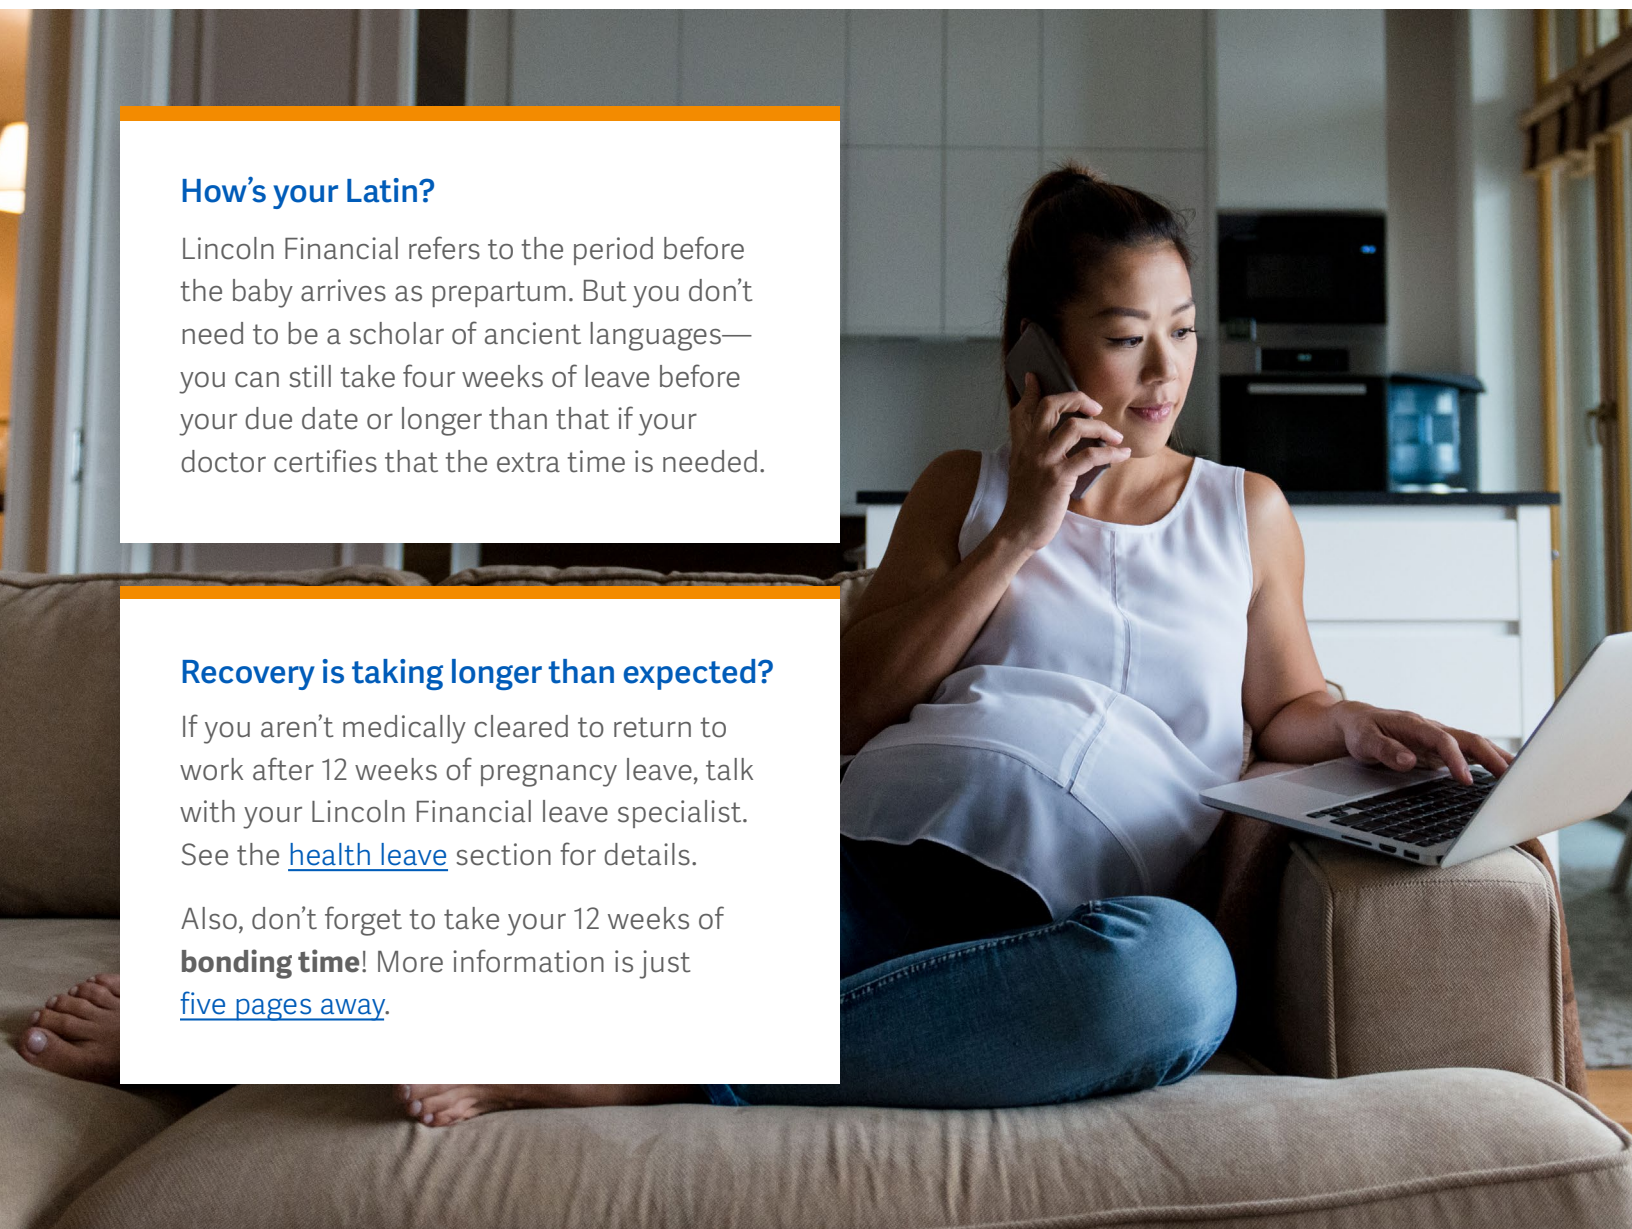 How’s your Latin?
Lincoln Financial refers to the period before
the baby arrives as prepartum. But you don’t
need to be a scholar of ancient languages—
you can still take four weeks of leave before
your due date or longer than that if your
doctor certifies that the extra time is needed.
Recovery is taking longer than expected?
If you aren’t medically cleared to return to
work after 12 weeks of pregnancy leave, talk
with your Lincoln Financial leave specialist.
See the health leave section for details.
Also, don’t forget to take your 12 weeks of
bonding time! More information is just
five pages away.